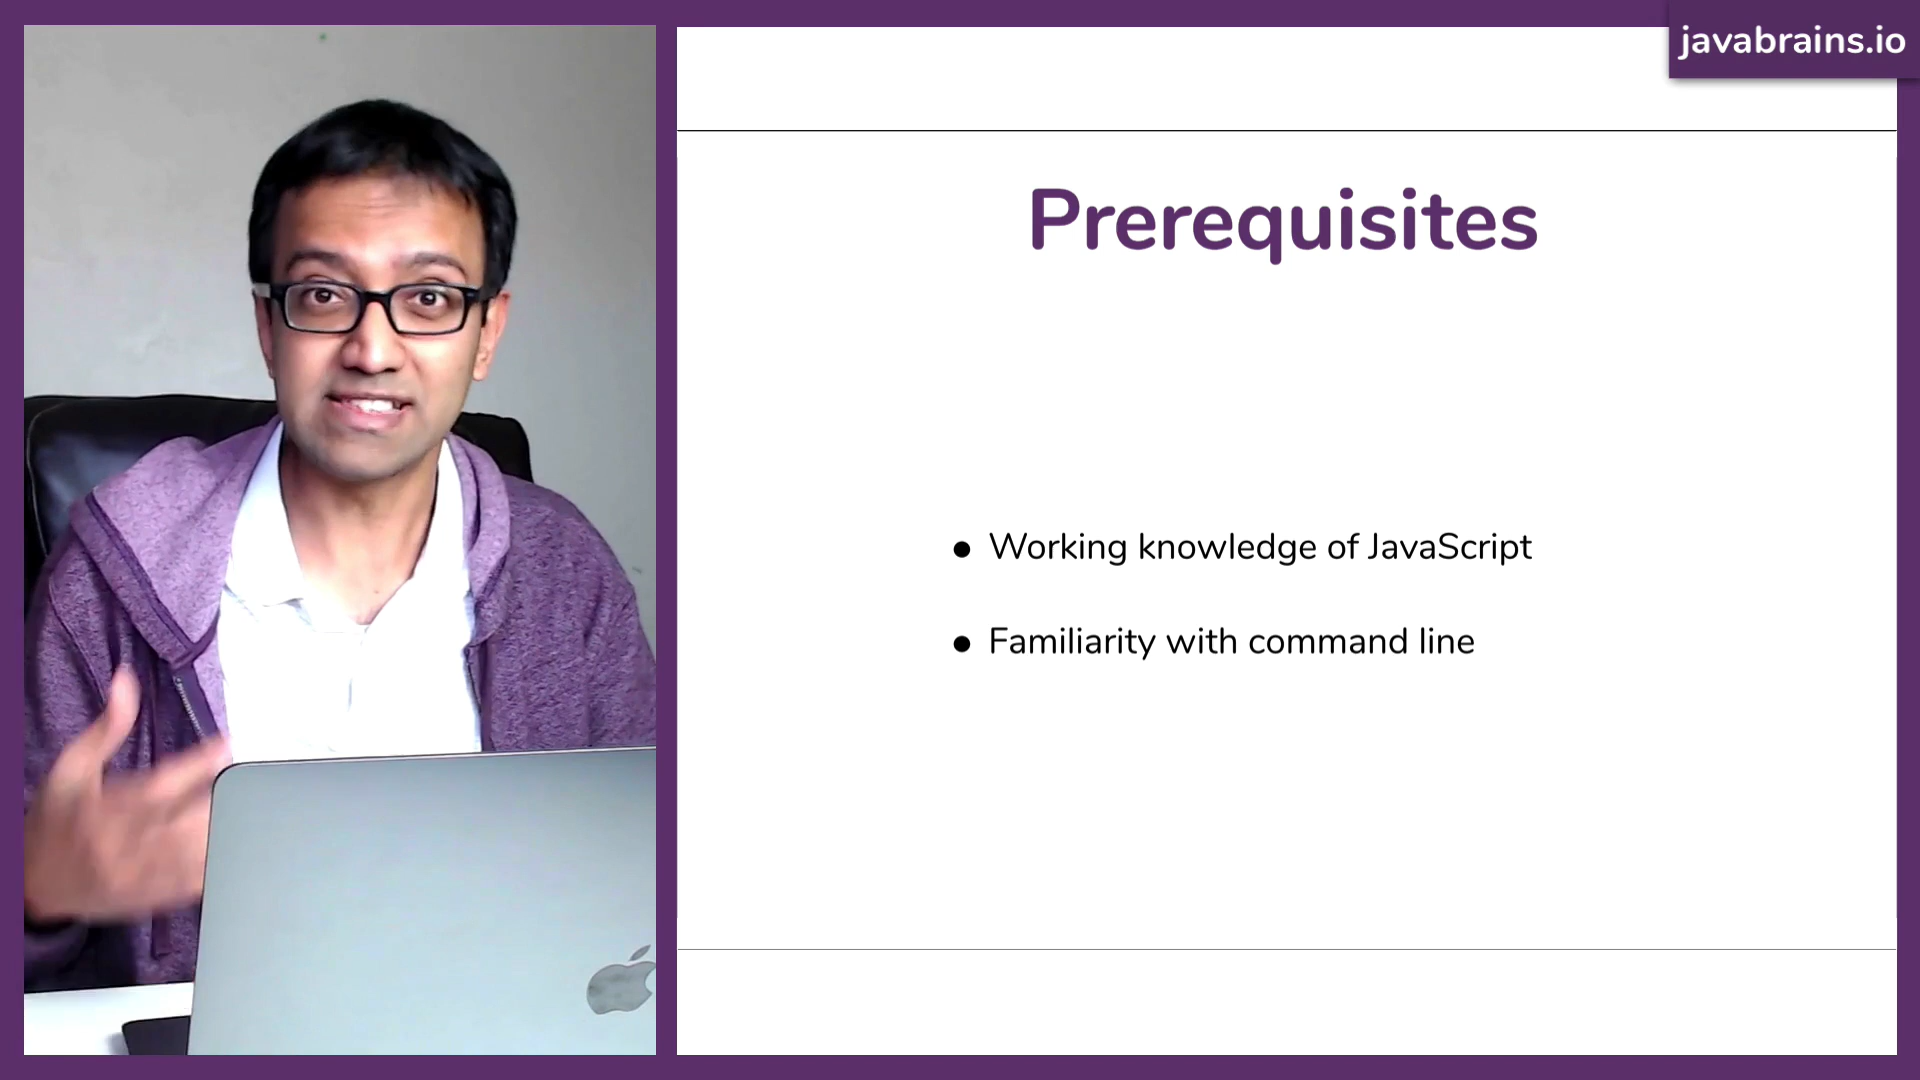 javabrains.io
Prerequisites
● Working knowledge of JavaScript
● Familiarity with command line